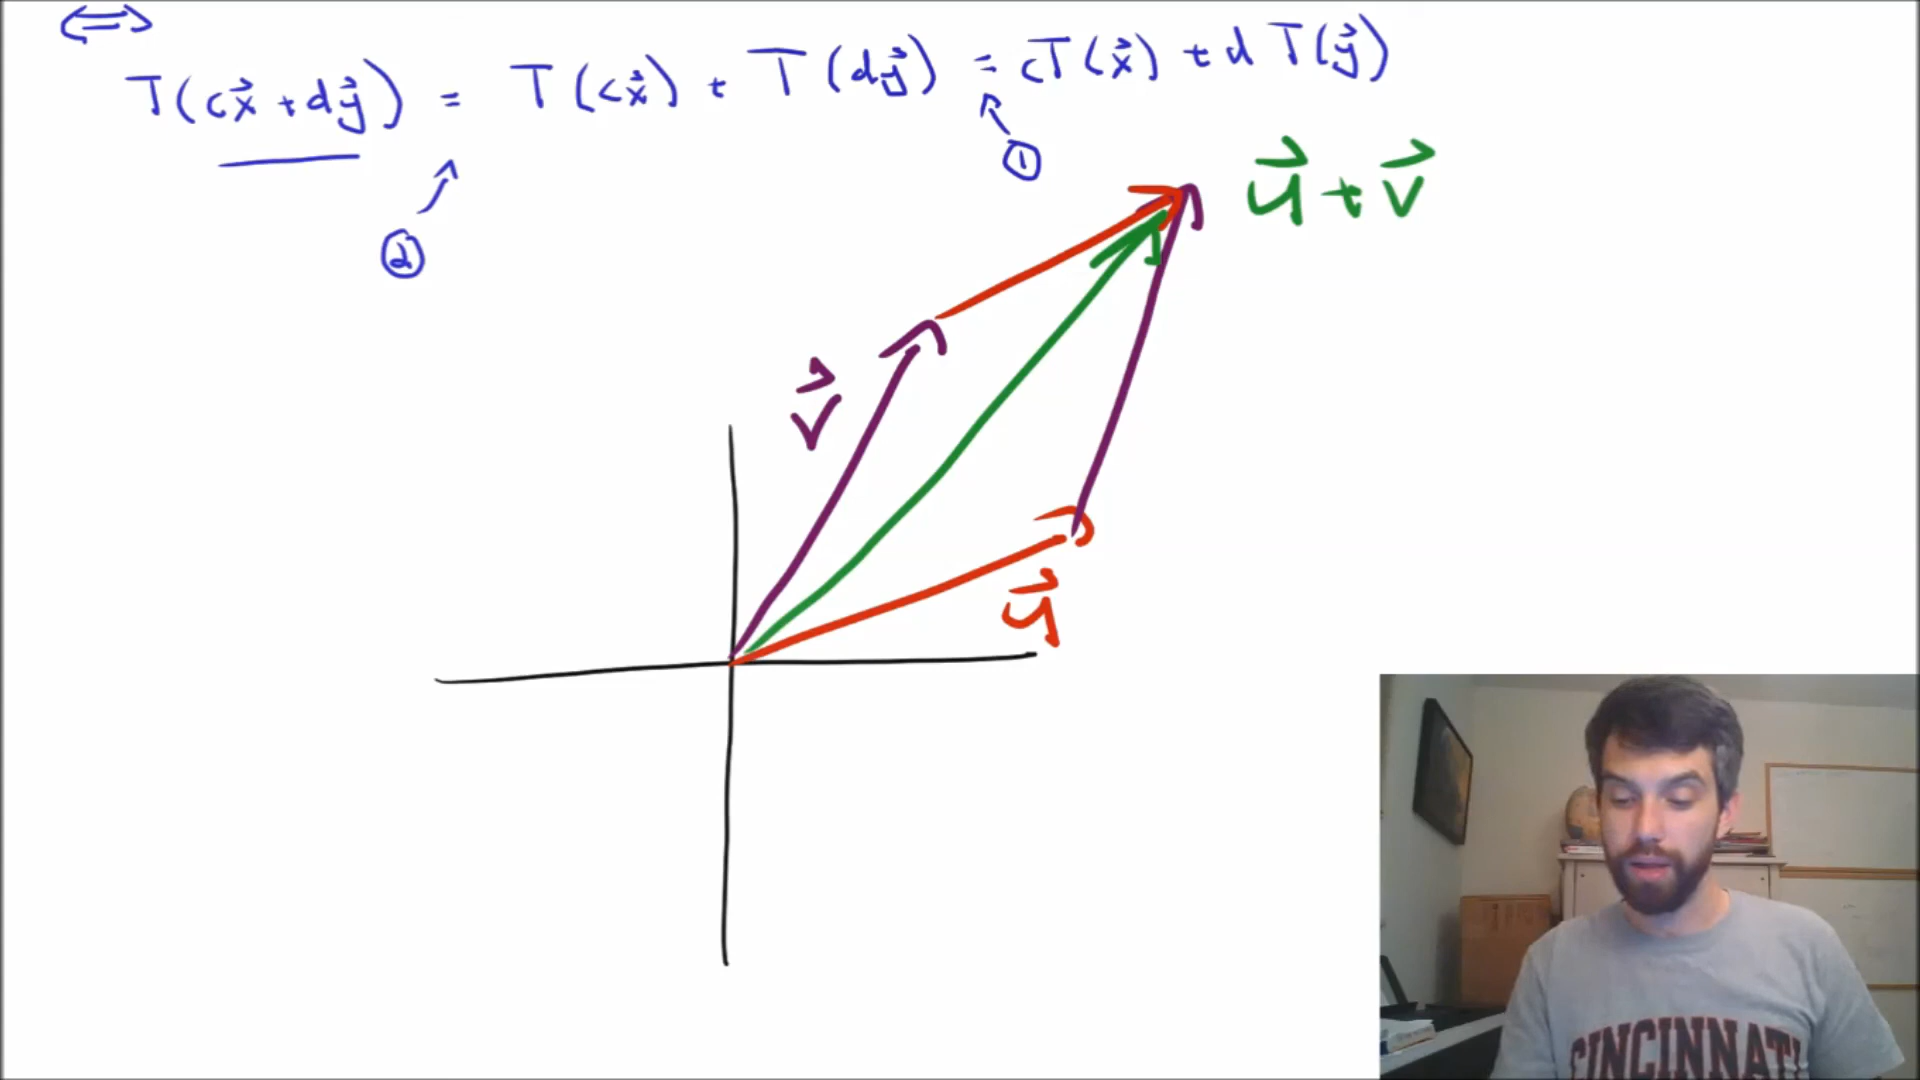 ⟺
T(cx⃗ + dy⃗) = T(cx⃗) + T(dy⃗) = cT(x⃗) + dT(y⃗)
①
②
u⃗ + v⃗
v⃗
u⃗
CINCINNATI